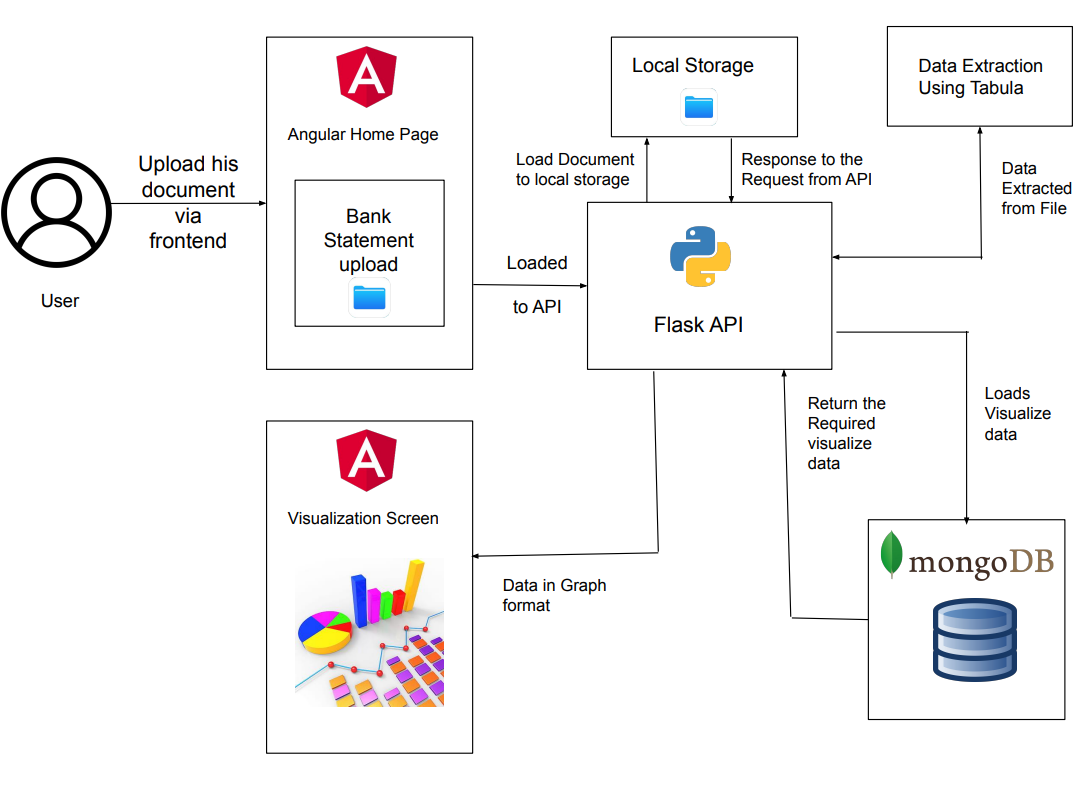 Upload his
document
via
frontend
User
Angular Home Page
Bank
Statement
upload
Loaded
to API
Local Storage
Load Document
to local storage
Response to the
Request from API
Data Extraction
Using Tabula
Data
Extracted
from File
Flask API
Return the
Required
visualize
data
Loads
Visualize
data
mongoDB
Visualization Screen
Data in Graph
format